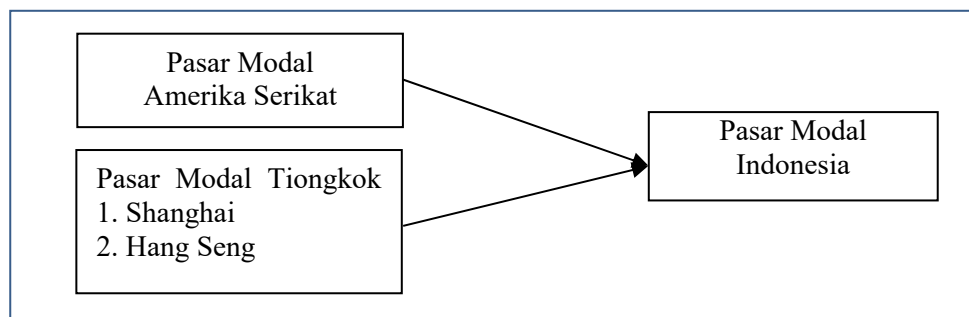 Pasar Modal
Amerika Serikat
Pasar Modal Tiongkok
1. Shanghai
2. Hang Seng
Pasar Modal
Indonesia